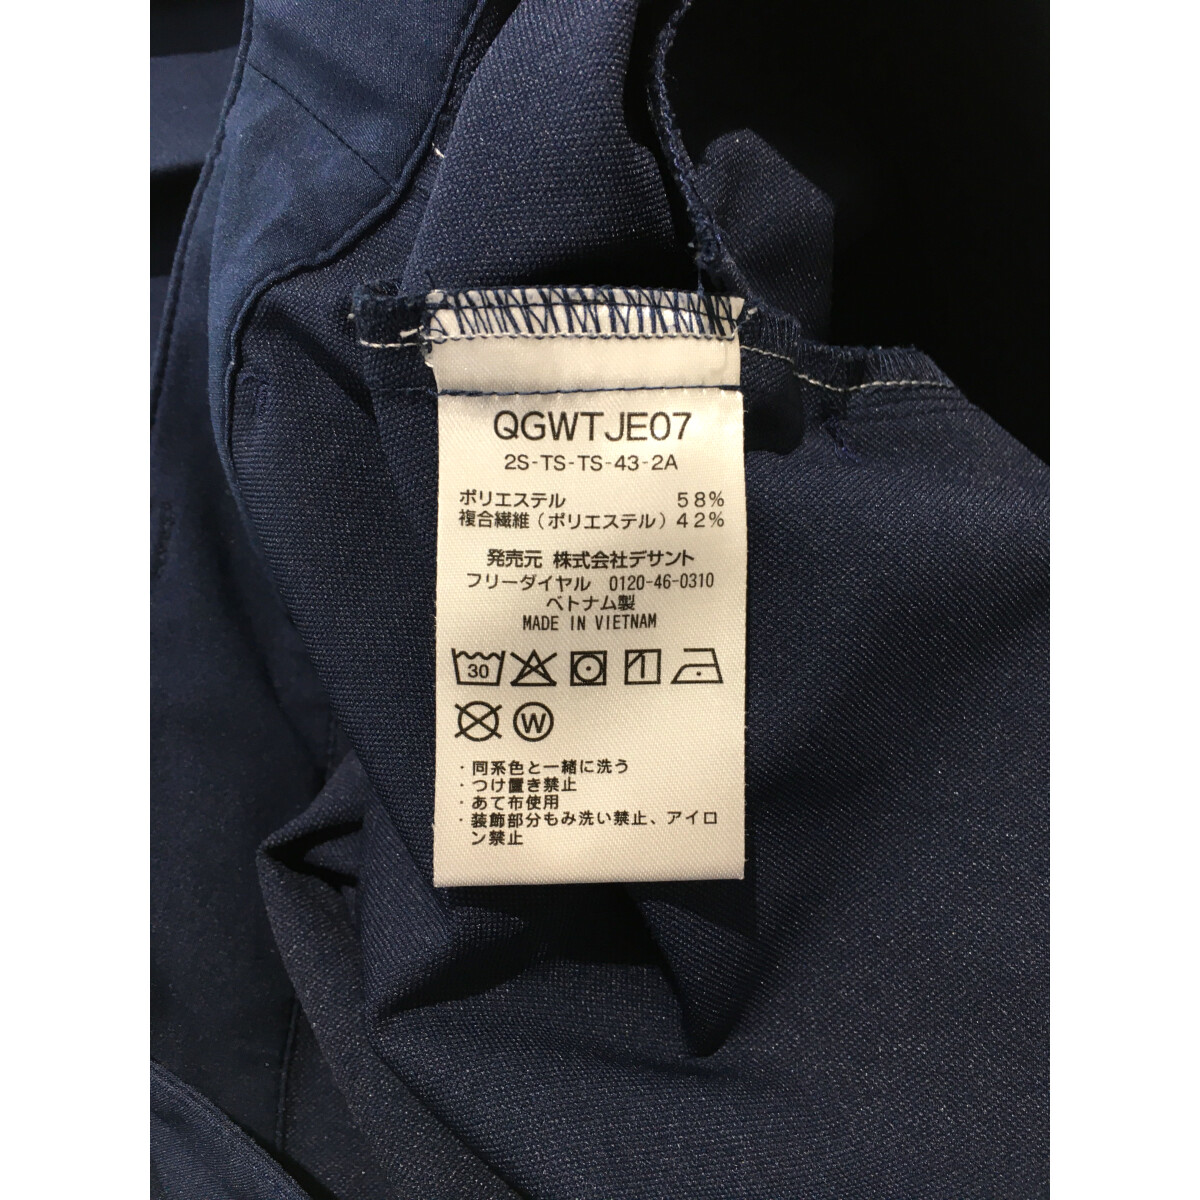 QGWTJE07
2S-TS-TS-43-2A
ポリエステル 58%
複合繊維(ポリエステル)42%
発売元 株式会社デサント
フリーダイヤル 0120-46-0310
ベトナム製
MADE IN VIETNAM
30
W
・同系色と一緒に洗う
・つけ置き禁止
・あて布使用
・装飾部分もみ洗い禁止、アイロ
ン禁止